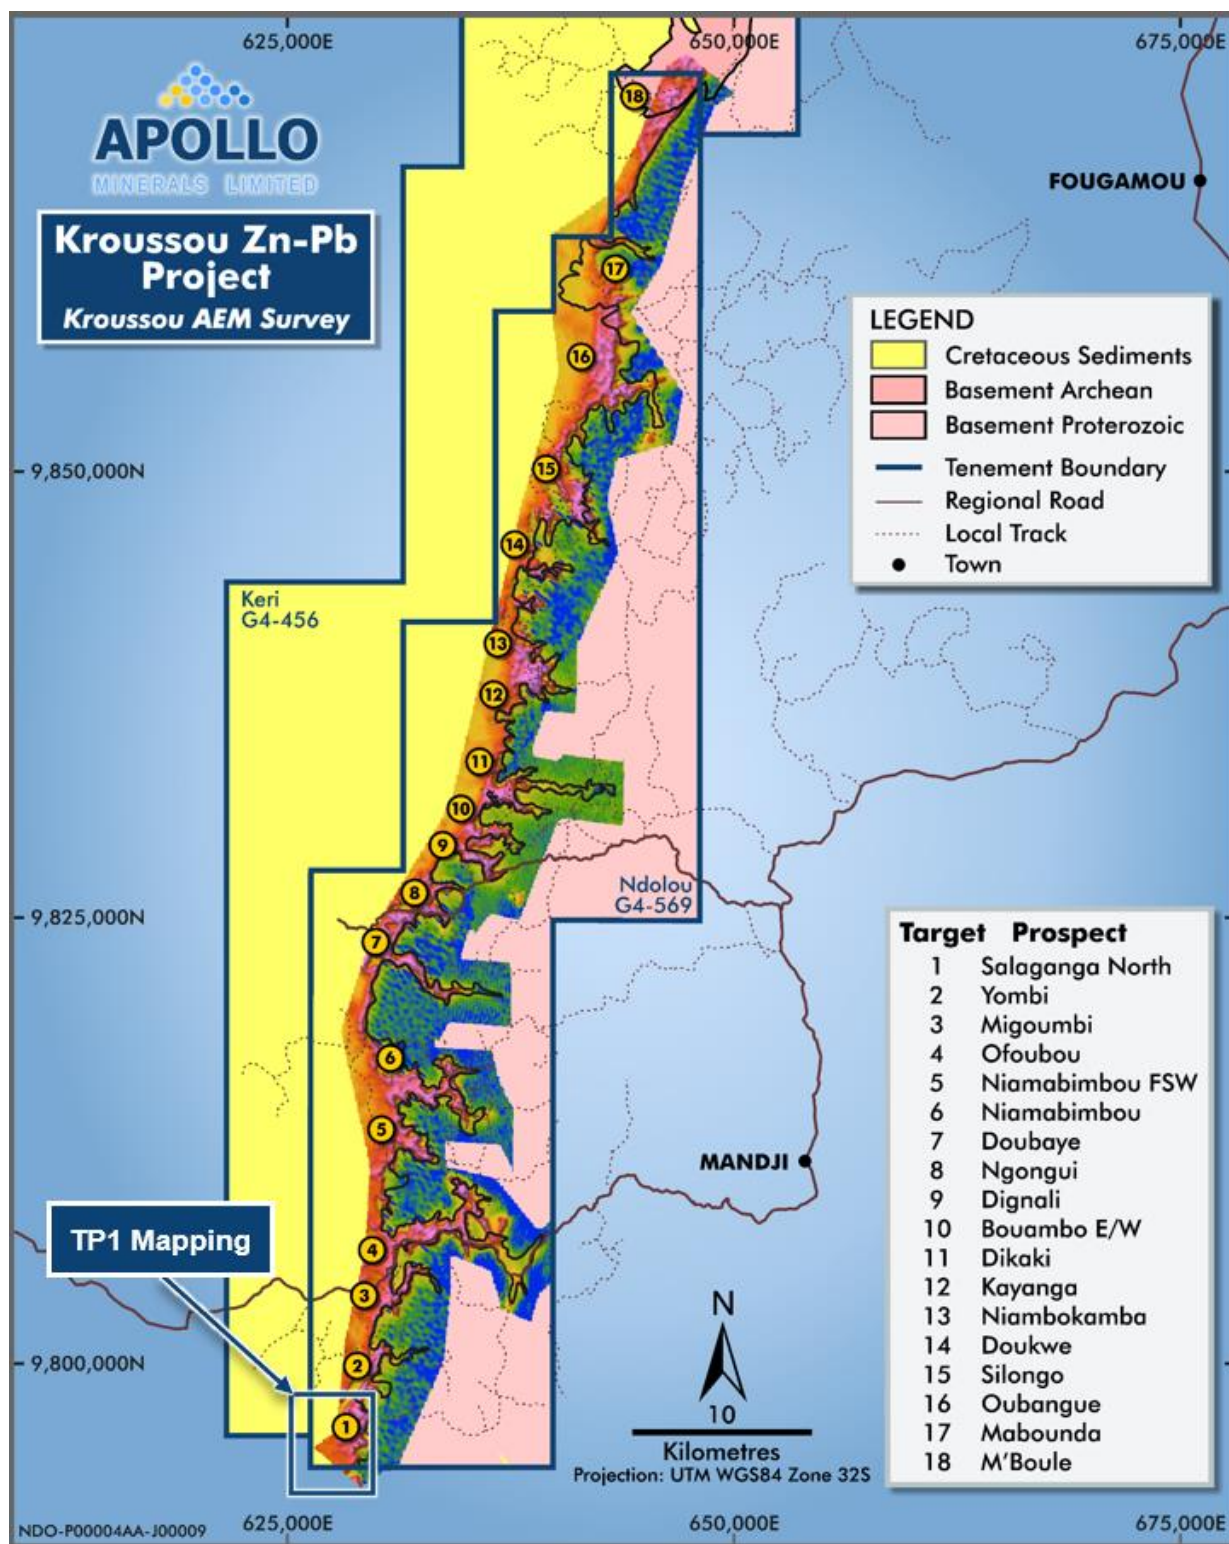 625,000E
650,000E
675,000E
APOLLO
MINERALS LIMITED
Kroussou Zn-Pb
Project
Kroussou AEM Survey
18
FOUGAMOU
17
16
LEGEND
Cretaceous Sediments
Basement Archean
Basement Proterozoic
Tenement Boundary
Regional Road
Local Track
Town
9,850,000N
15
14
Keri
G4-456
13
12
11
10
9
8
Ndolou
G4-569
9,825,000N
7
6
5
4
3
2
1
Target Prospect
1 Salaganga North
2 Yombi
3 Migoumbi
4 Ofoubou
5 Niamabimbou FSW
6 Niamabimbou
7 Doubaye
8 Ngongui
9 Dignali
10 Bouambo E/W
11 Dikaki
12 Kayanga
13 Niambokamba
14 Doukwe
15 Silongo
16 Oubangue
17 Mabounda
18 M'Boule
MANDJI
TP1 Mapping
9,800,000N
N
10
Kilometres
Projection: UTM WGS84 Zone 32S
NDO-P00004AA-J00009
625,000E
650,000E
675,000E